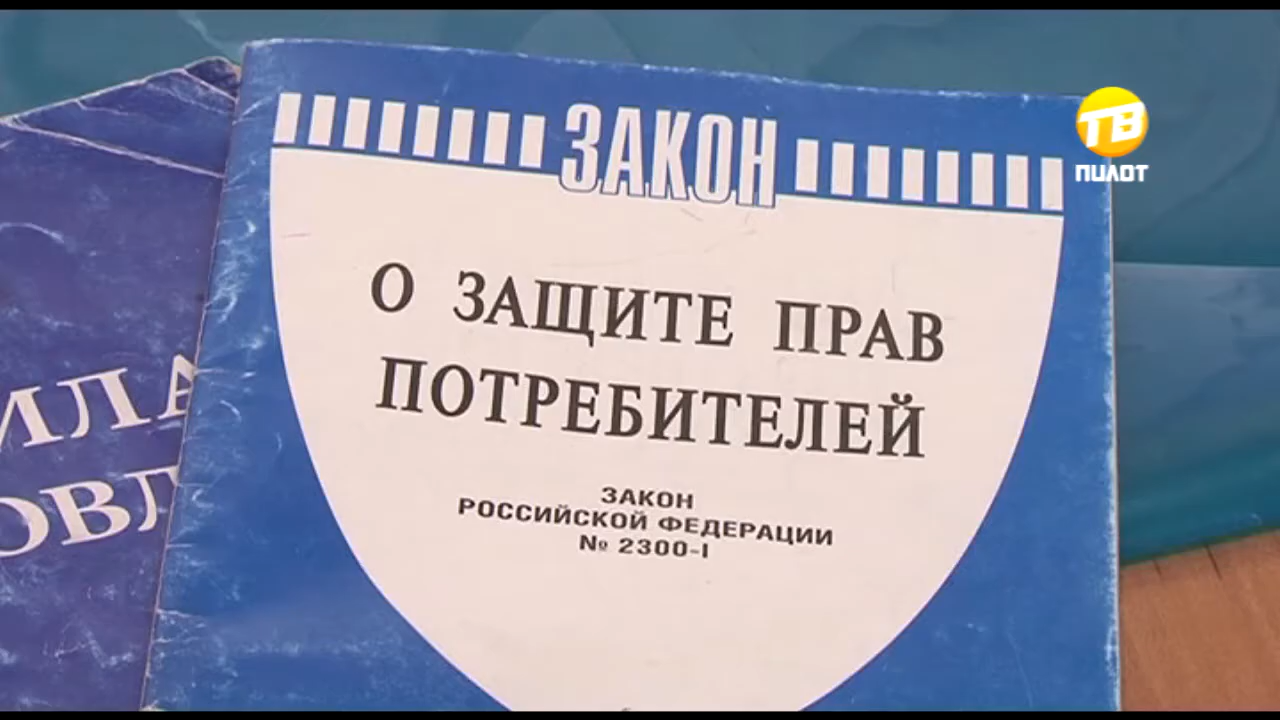 ЗАКОН
О ЗАЩИТЕ ПРАВ
ПОТРЕБИТЕЛЕЙ
ЗАКОН
РОССИЙСКОЙ ФЕДЕРАЦИИ
№ 2300-I
ТВ
ПИЛОТ